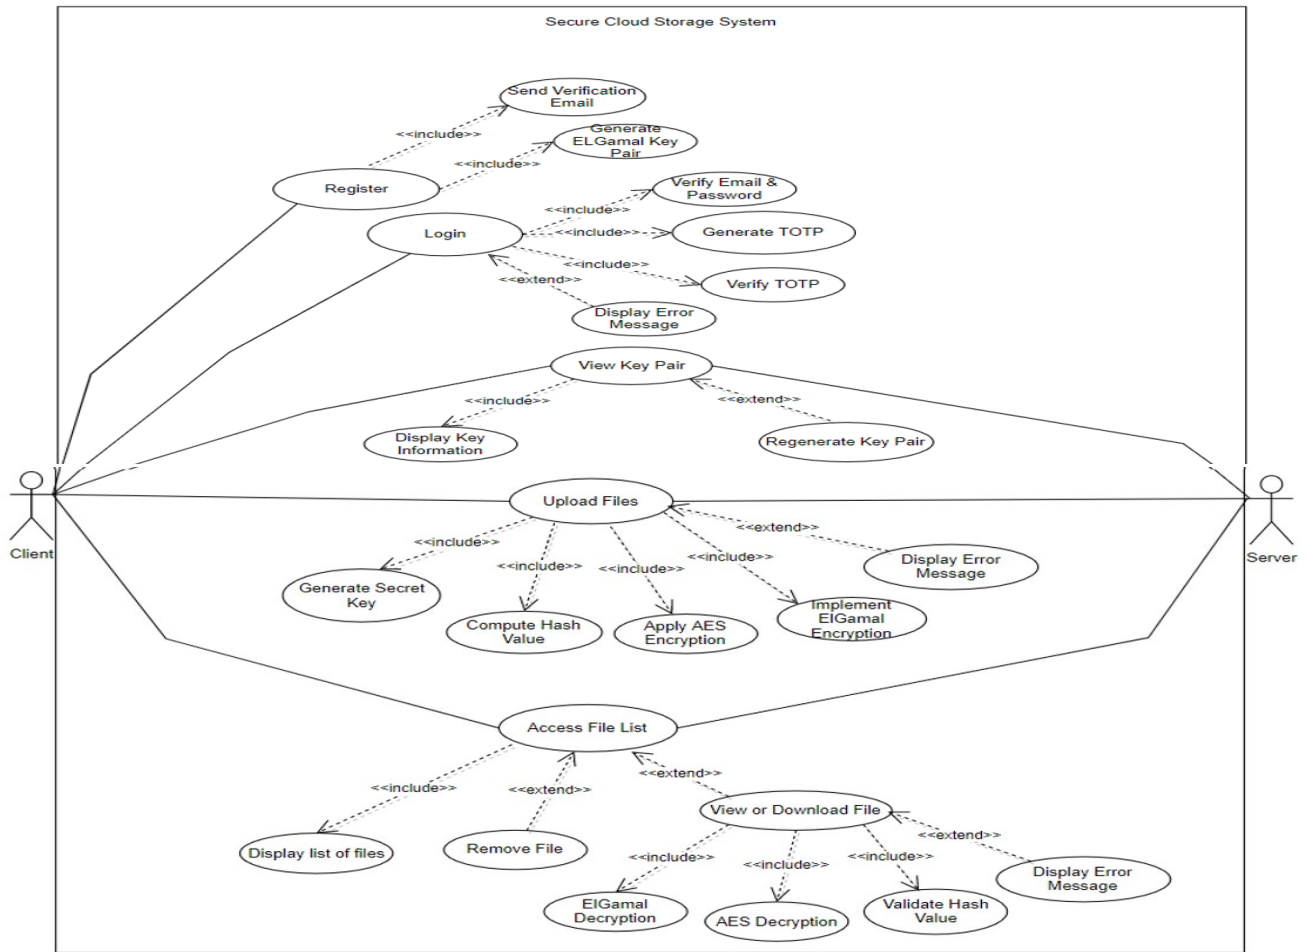 Secure Cloud Storage System
Send Verification
Email
<<include>>
Generate
ELGamal Key
Pair
<<include>>
Register
Verify Email &
Password
<<include>>
Login
<<include>>
Generate TOTP
<<include>>
<<extend>>
Verify TOTP
Display Error
Message
View Key Pair
<<include>>
<<extend>>
Display Key
Information
Regenerate Key Pair
Client
Upload Files
Server
<<include>>
<<include>>
<<include>>
<<include>>
<<extend>>
Display Error
Message
Generate Secret
Key
Compute Hash
Value
Apply AES
Encryption
Implement
ElGamal
Encryption
Access File List
<<include>>
<<extend>>
<<extend>>
View or Download File
Display list of files
Remove File
<<include>>
<<include>>
<<include>>
<<extend>>
Display Error
Message
ElGamal
Decryption
AES Decryption
Validate Hash
Value